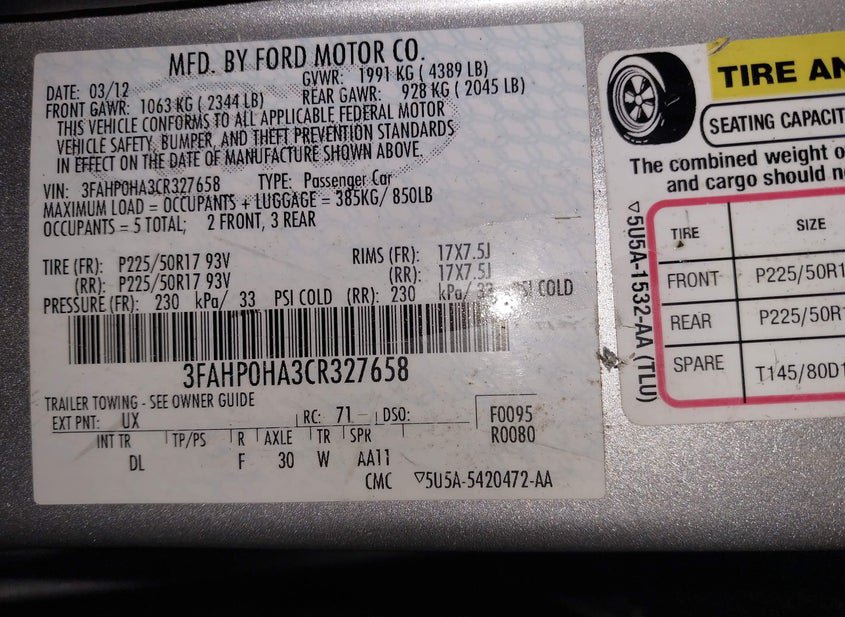 MFD. BY FORD MOTOR CO.
DATE: 03/12 GVWR: 1991 KG ( 4389 LB)
FRONT GAWR: 1063 KG ( 2344 LB) REAR GAWR: 928 KG ( 2045 LB)
THIS VEHICLE CONFORMS TO ALL APPLICABLE FEDERAL MOTOR
VEHICLE SAFETY, BUMPER, AND THEFT PREVENTION STANDARDS
IN EFFECT ON THE DATE OF MANUFACTURE SHOWN ABOVE.
VIN: 3FAHP0HA3CR327658 TYPE: Passenger Car
MAXIMUM LOAD = OCCUPANTS + LUGGAGE = 385KG/ 850LB
OCCUPANTS = 5 TOTAL; 2 FRONT, 3 REAR
TIRE (FR): P225/50R17 93V RIMS (FR): 17X7.5J
(RR): P225/50R17 93V (RR): 17X7.5J
PRESSURE (FR): 230 kPa/ 33 PSI COLD (RR): 230 kPa/ 33 PSI COLD
3FAHP0HA3CR327658
TRAILER TOWING - SEE OWNER GUIDE
EXT PNT: UX RC: 71 DSO: F0095
R0080
INT TR TP/PS R AXLE TR SPR
DL F 30 W AA11
CMC ▽5U5A-5420472-AA
TIRE AN
SEATING CAPACIT
The combined weight o
and cargo should n
▽5U5A-1532-AA (TLU)
TIRE SIZE
FRONT P225/50R1
REAR P225/50R
SPARE T145/80D1